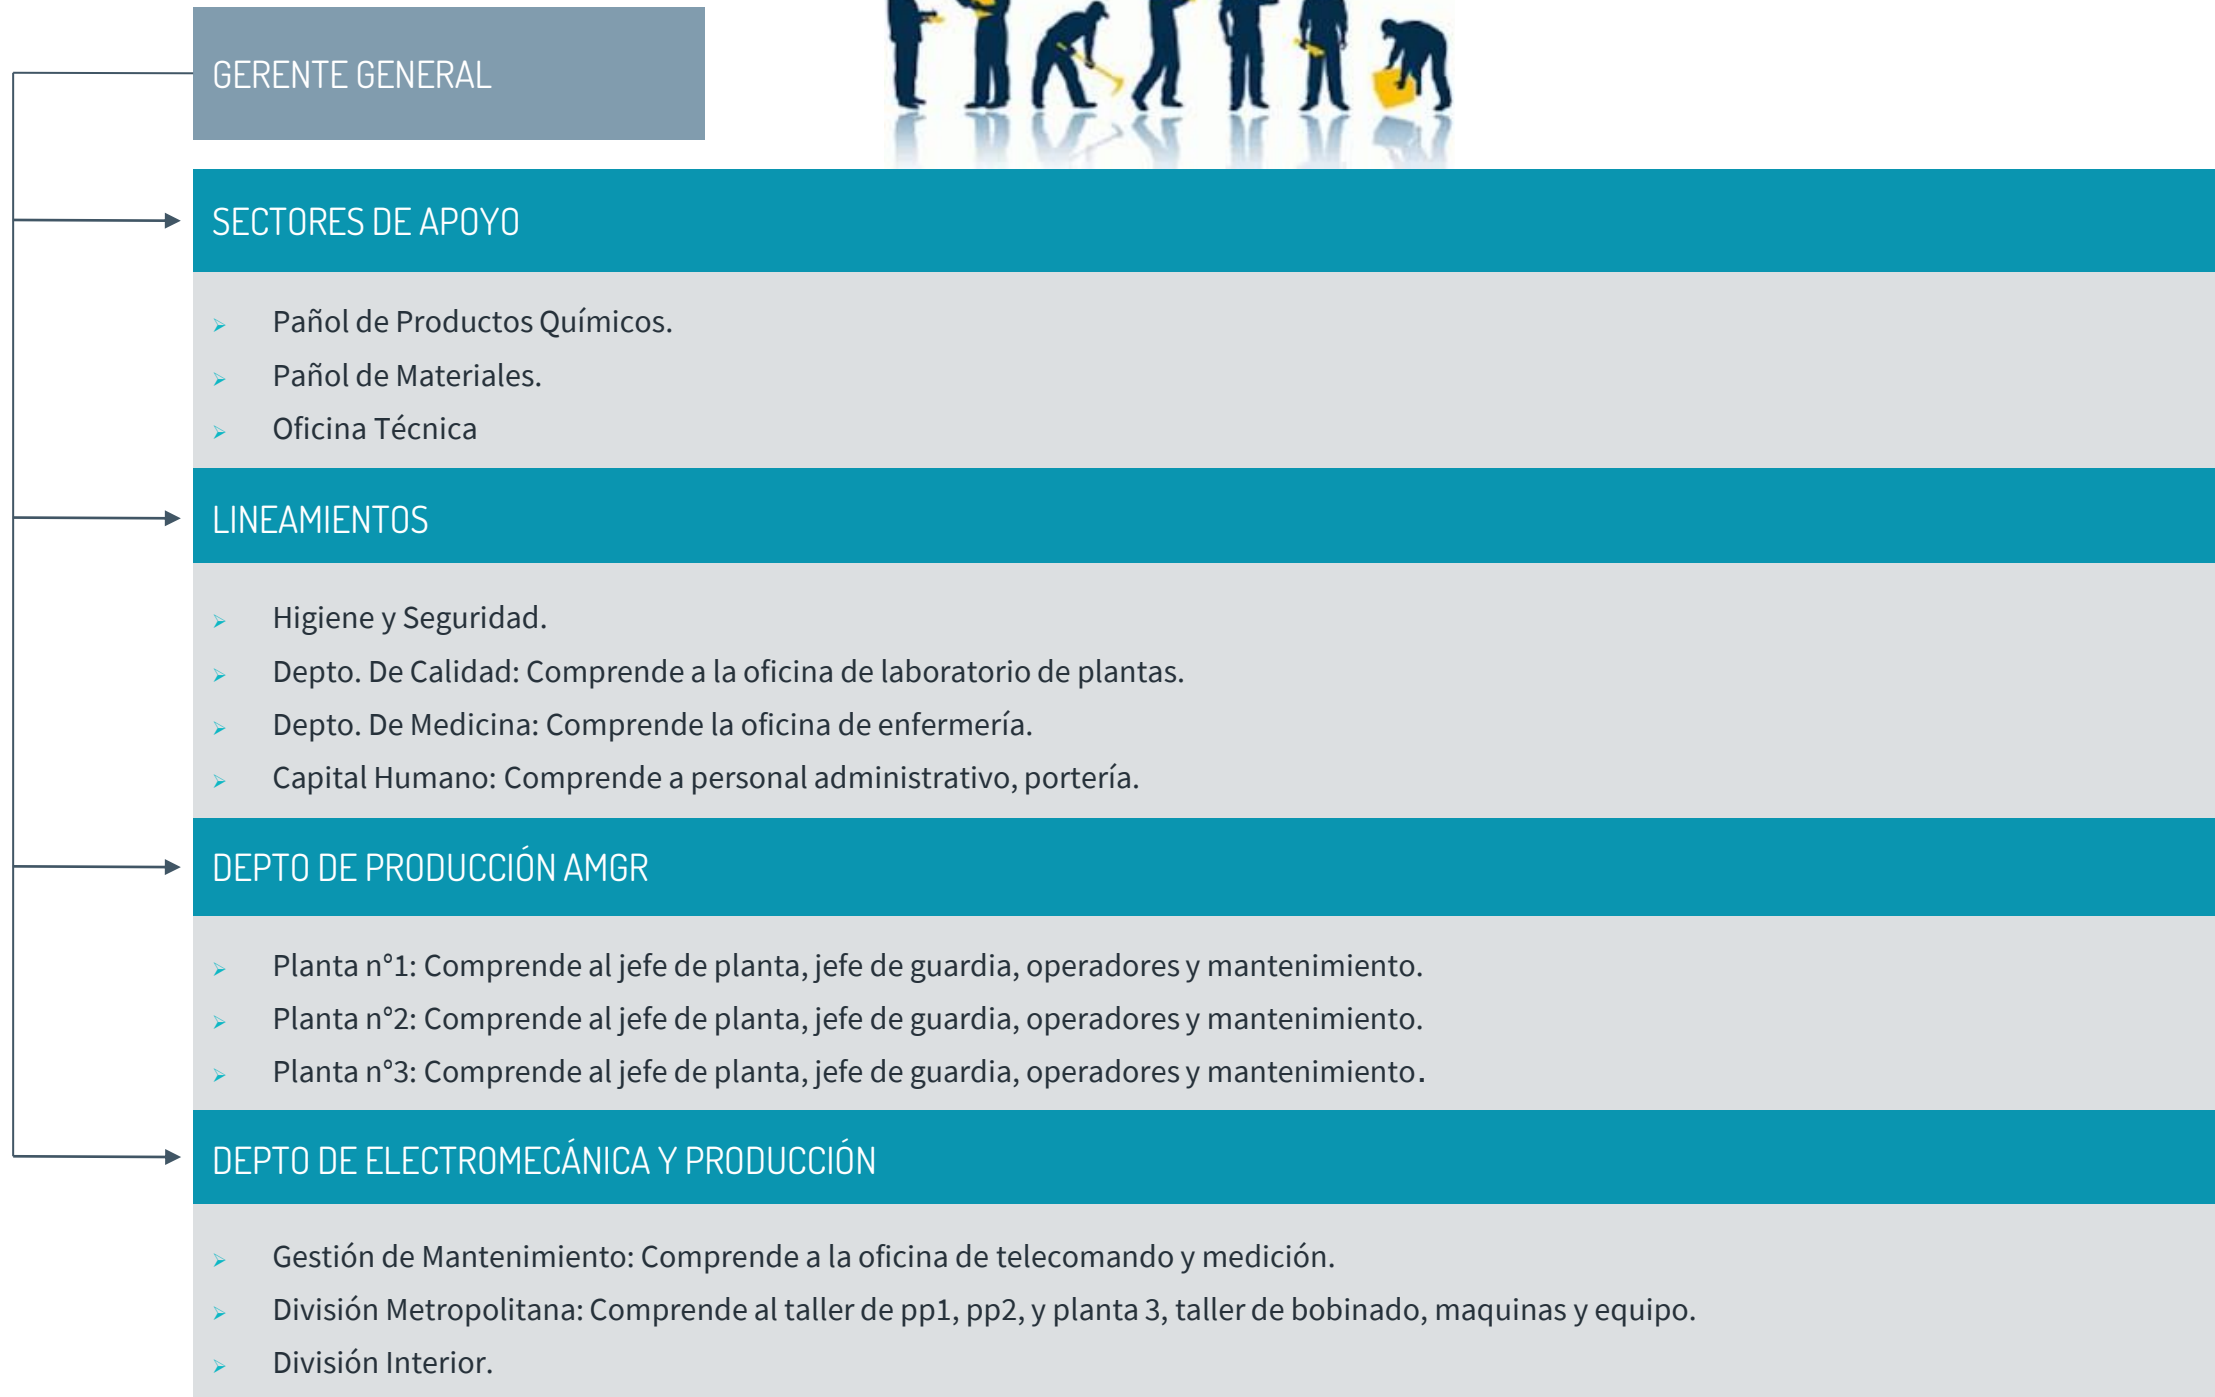 GERENTE GENERAL
SECTORES DE APOYO
Pañol de Productos Químicos.
Pañol de Materiales.
Oficina Técnica
LINEAMIENTOS
Higiene y Seguridad.
Depto. De Calidad: Comprende a la oficina de laboratorio de plantas.
Depto. De Medicina: Comprende la oficina de enfermería.
Capital Humano: Comprende a personal administrativo, portería.
DEPTO DE PRODUCCIÓN AMGR
Planta n°1: Comprende al jefe de planta, jefe de guardia, operadores y mantenimiento.
Planta n°2: Comprende al jefe de planta, jefe de guardia, operadores y mantenimiento.
Planta n°3: Comprende al jefe de planta, jefe de guardia, operadores y mantenimiento.
DEPTO DE ELECTROMECÁNICA Y PRODUCCIÓN
Gestión de Mantenimiento: Comprende a la oficina de telecomando y medición.
División Metropolitana: Comprende al taller de pp1, pp2, y planta 3, taller de bobinado, maquinas y equipo.
División Interior.